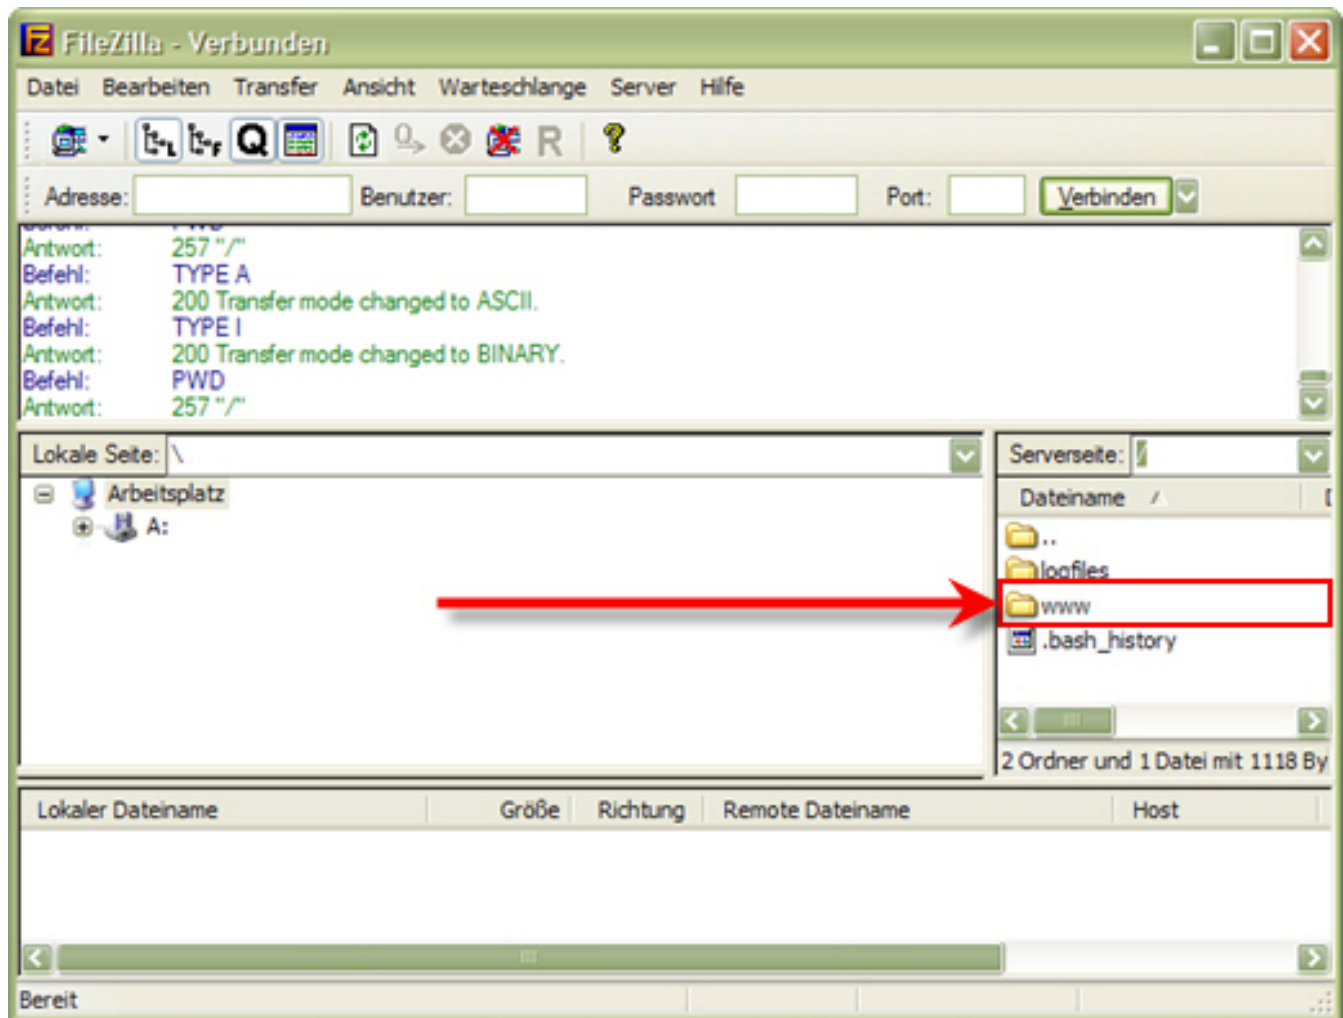 FileZilla - Verbunden
Datei Bearbeiten Transfer Ansicht Warteschlange Server Hilfe
Q R ?
Adresse: Benutzer: Passwort Port: Verbinden
Befehl: PWD
Antwort: 257 "/"
Befehl: TYPE A
Antwort: 200 Transfer mode changed to ASCII.
Befehl: TYPE I
Antwort: 200 Transfer mode changed to BINARY.
Befehl: PWD
Antwort: 257 "/"
Lokale Seite: \
Arbeitsplatz
A:
Serverseite: /
Dateiname
..
logfiles
www
.bash_history
2 Ordner und 1 Datei mit 1118 By
Lokaler Dateiname Größe Richtung Remote Dateiname Host
Bereit